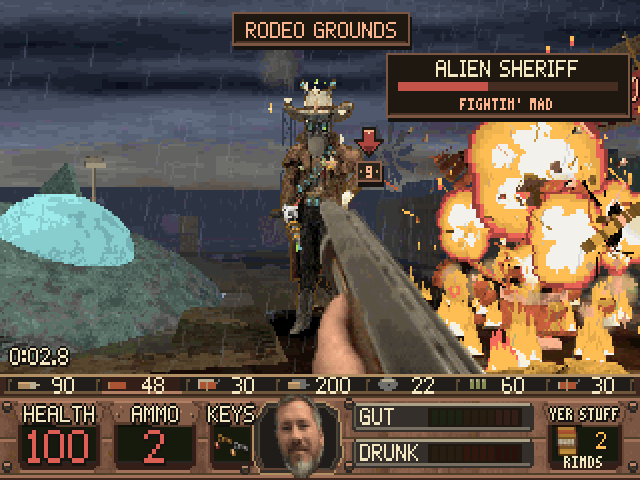 RODEO GROUNDS
ALIEN SHERIFF
FIGHTIN' MAD
9
0:02.8
90 48 30 200 22 60 30
HEALTH AMMO KEYS GUT YER STUFF
100 2 2
DRUNK RINDS